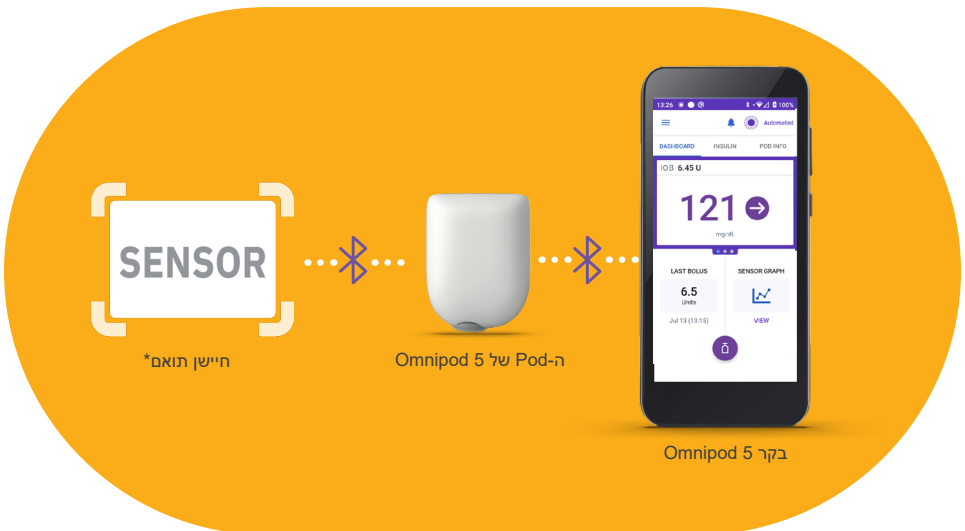 13:26 100%
Automated
DASHBOARD INSULIN POD INFO
IOB 6.45 U
121
mg/dL
LAST BOLUS SENSOR GRAPH
6.5
Units
Jul 13 (13:15) VIEW
SENSOR
חיישן תואם*
ה-Pod של Omnipod 5
בקר Omnipod 5